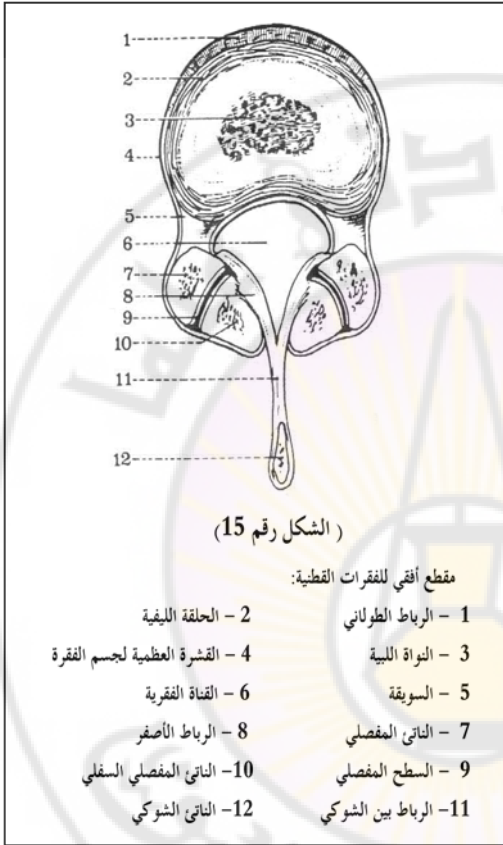 1
2
3
4
5
6
7
8
9
10
11
12
( الشكل رقم 15)
مقطع أفقي للفقرات القطنية:
1 – الرباط الطولاني 2 – الحلقة الليفية
3 – النواة اللبية 4 – القشرة العظمية لجسم الفقرة
5 – السويقة 6 – القناة الفقرية
7 – الناتئ المفصلي 8 – الرباط الأصفر
9 – السطح المفصلي 10– الناتئ المفصلي السفلي
11– الرباط بين الشوكي 12– الناتئ الشوكي